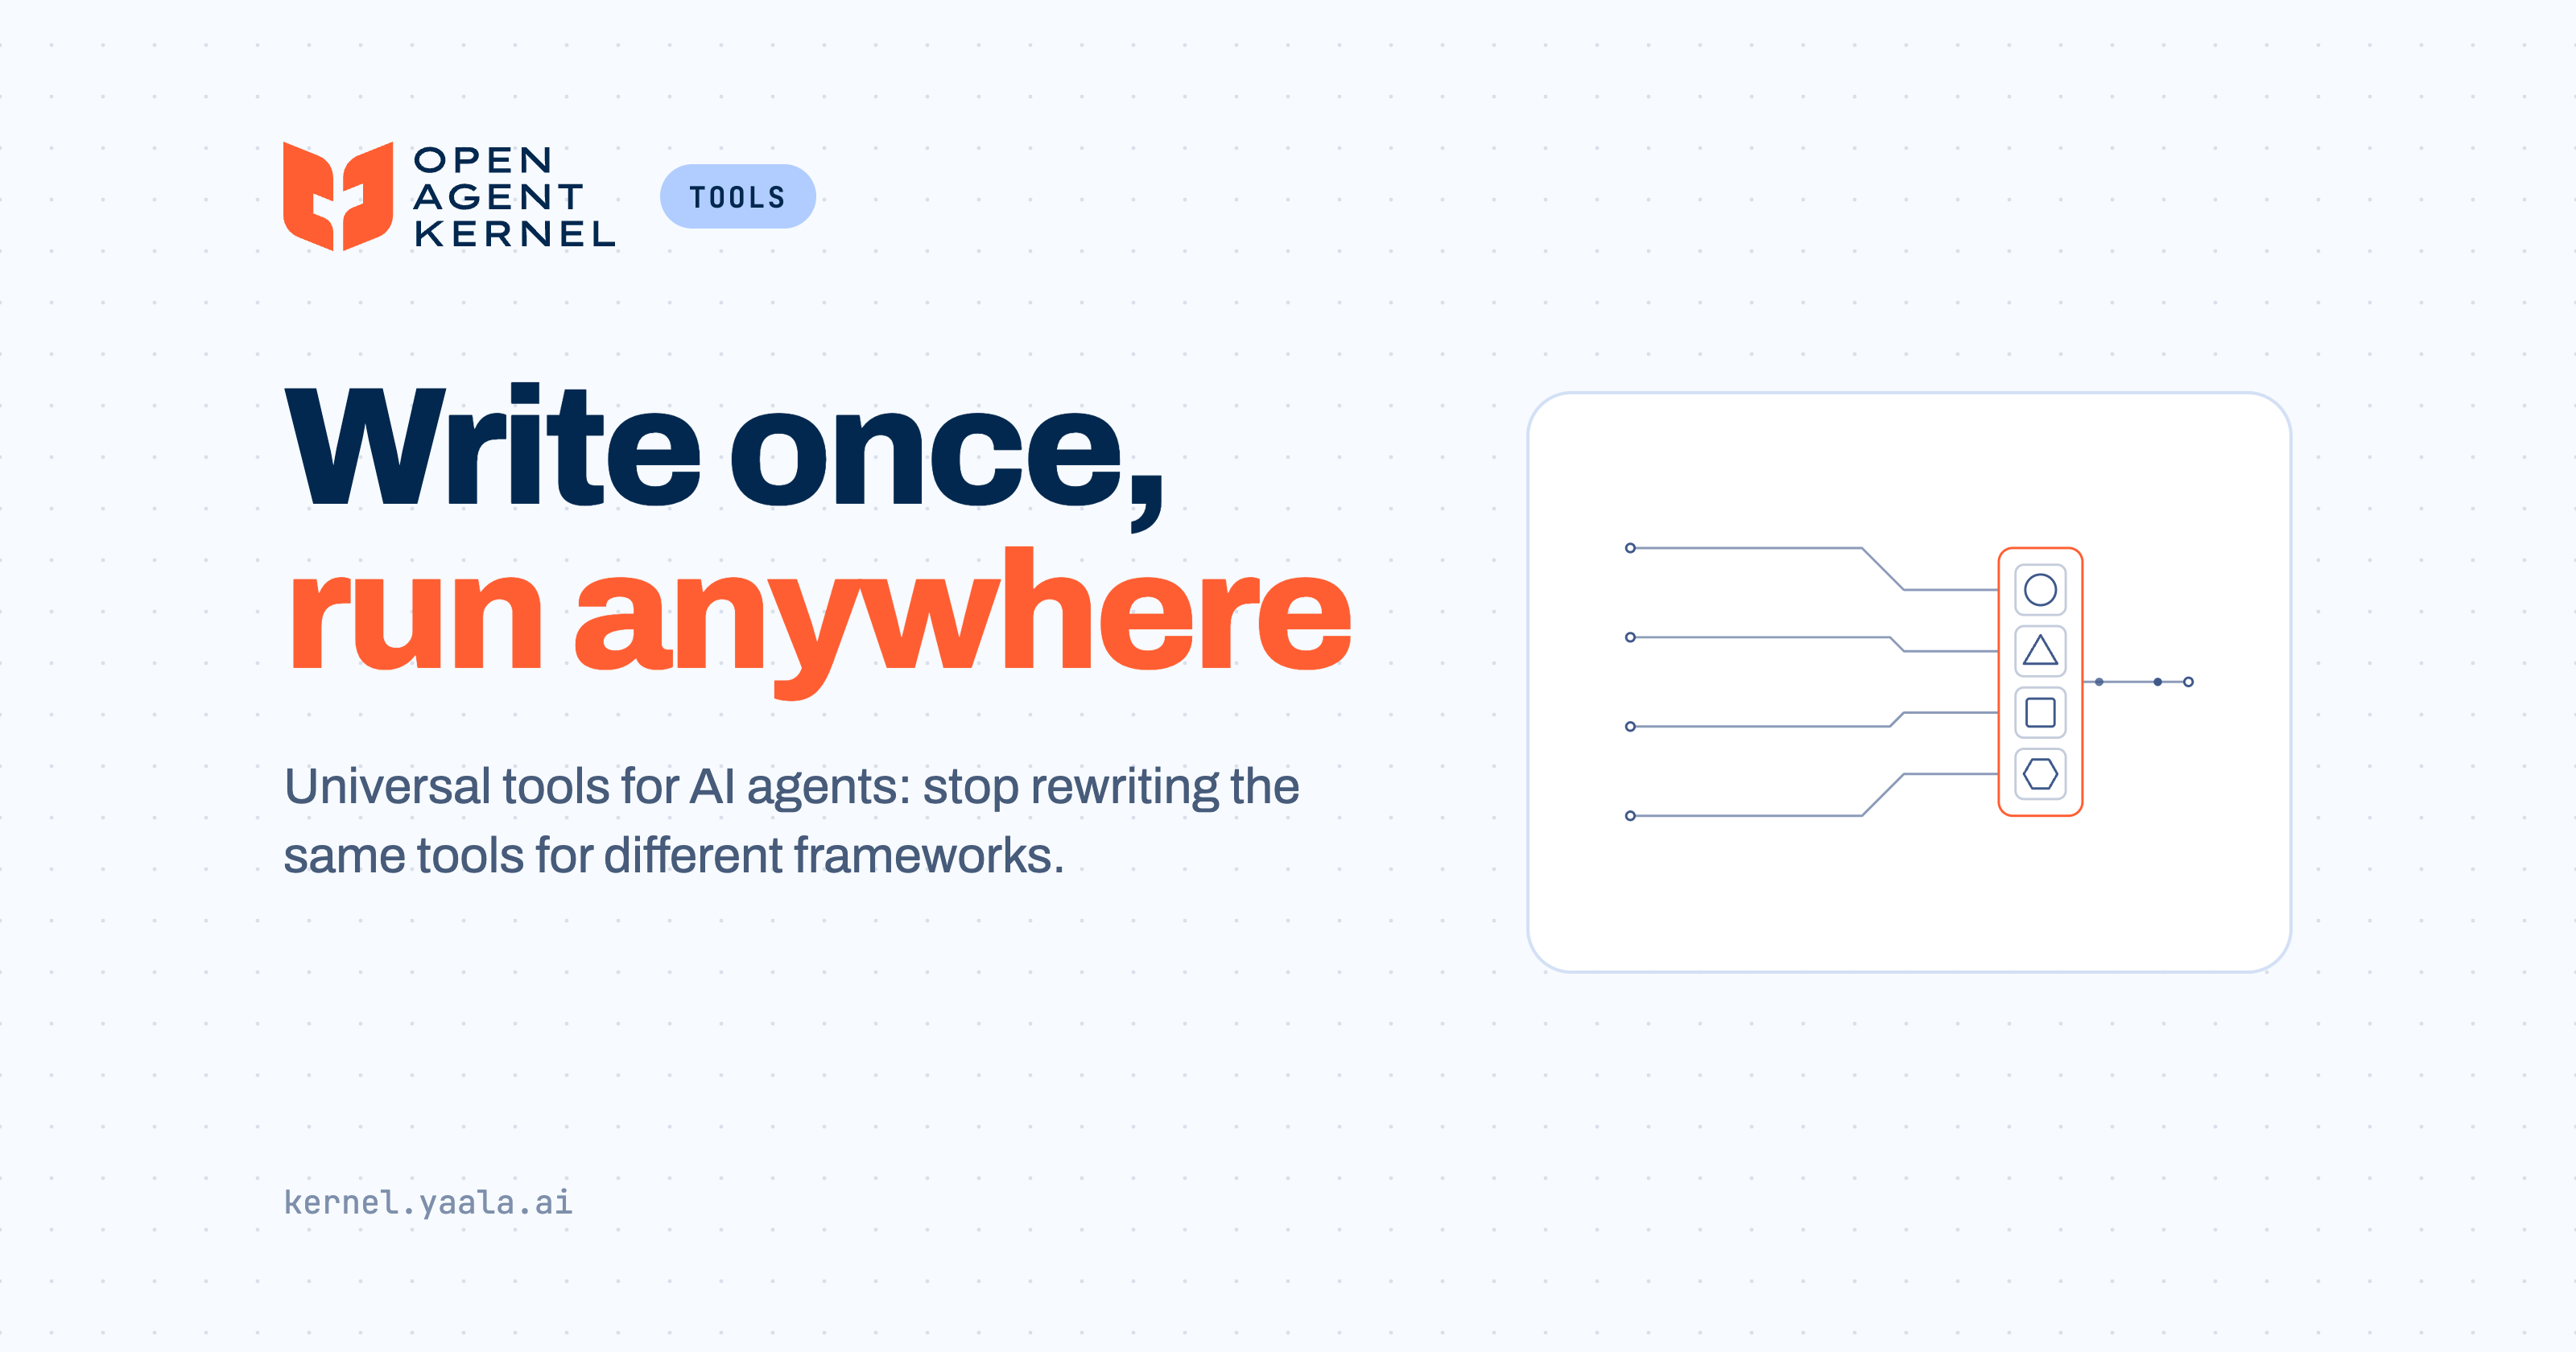 OPEN
AGENT
KERNEL
TOOLS
Write once,
run anywhere
Universal tools for AI agents: stop rewriting the
same tools for different frameworks.
kernel.yaala.ai